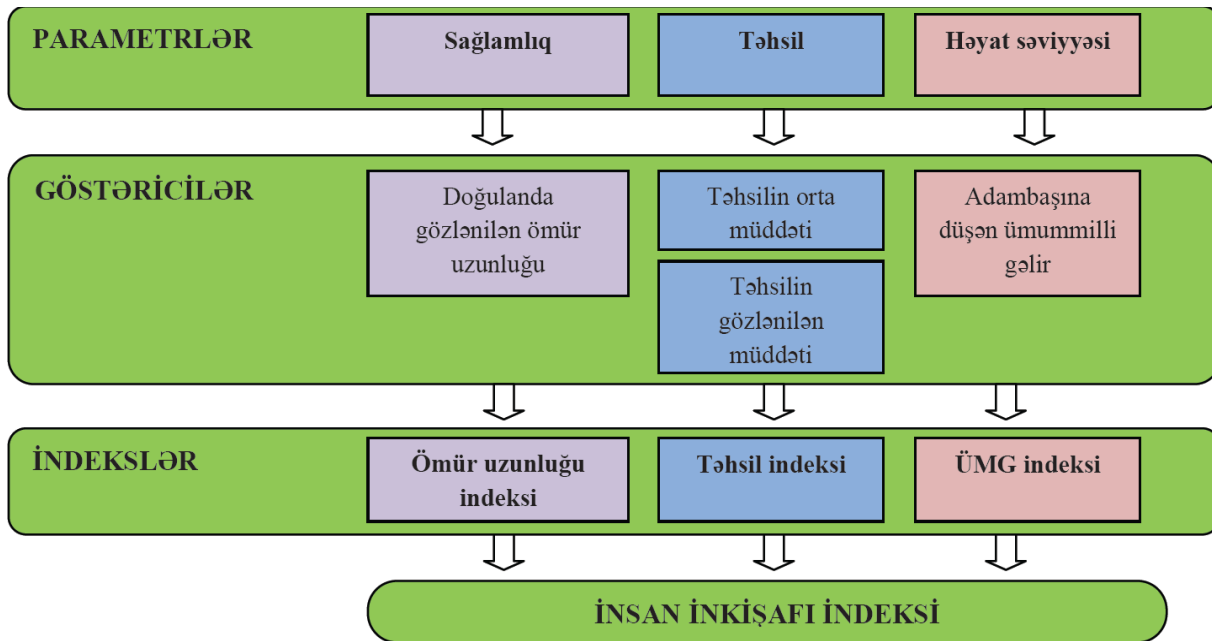 PARAMETRLƏR
Sağlamlıq
Təhsil
Həyat səviyyəsi
GÖSTƏRİCİLƏR
Doğulanda
gözlənilən ömür
uzunluğu
Təhsilin orta
müddəti
Təhsilin
gözlənilən
müddəti
Adambaşına
düşən ümummilli
gəlir
İNDEKSLƏR
Ömür uzunluğu
indeksi
Təhsil indeksi
ÜMG indeksi
İNSAN İNKİŞAFI İNDEKSİ